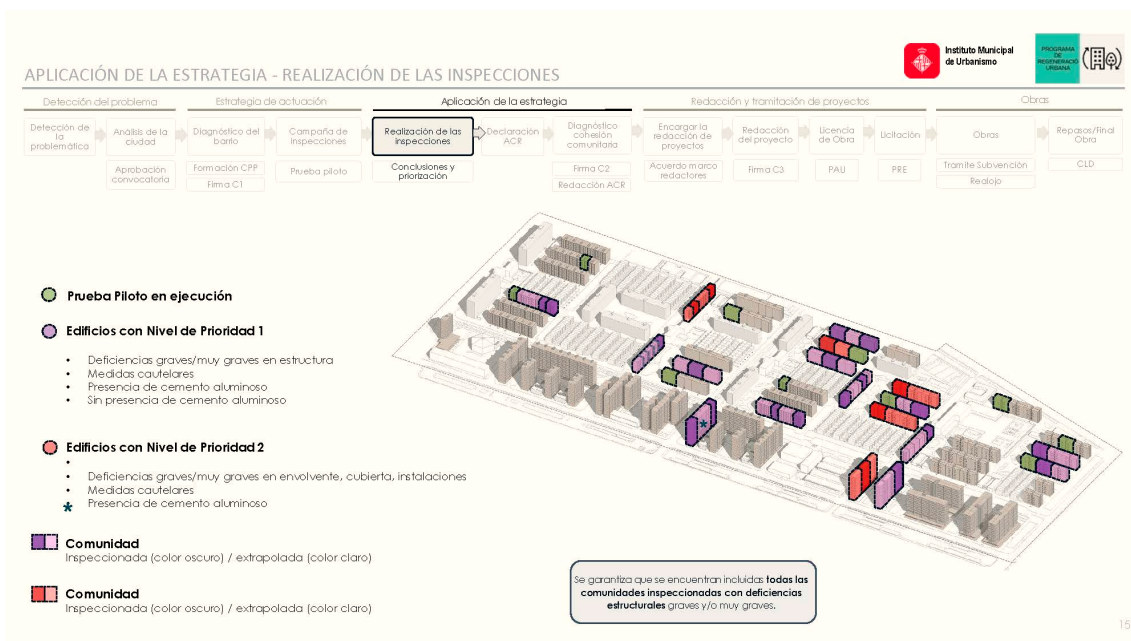 Instituto Municipal
de Urbanismo
PROGRAMA
DE
REGENERACIÓ
URBANA
APLICACIÓN DE LA ESTRATEGIA - REALIZACIÓN DE LAS INSPECCIONES
Detección del problema
Estrategia de actuación
Aplicación de la estrategia
Redacción y tramitación de proyectos
Obras
Detección de
la
problemática
Análisis de la
ciudad
Diagnóstico del
barrio
Campaña de
Inspecciones
Realización de las
inspecciones
Declaración
ACR
Diagnóstico
cohesión
comunitaria
Encargar la
redacción de
proyectos
Redacción
del proyecto
Licencia
de Obra
Licitación
Obras
Repasos/Final
Obra
Aprobación
convocatoria
Formación CPP
Firma C1
Prueba piloto
Conclusiones y
priorización
Firma C2
Redacción ACR
Acuerdo marco
redactores
Firma C3
PAU
PRE
Tramite Subvención
Realojo
CLD
Prueba Piloto en ejecución
Edificios con Nivel de Prioridad 1
• Deficiencias graves/muy graves en estructura
• Medidas cautelares
• Presencia de cemento aluminoso
• Sin presencia de cemento aluminoso
Edificios con Nivel de Prioridad 2
•
• Deficiencias graves/muy graves en envolvente, cubierta, instalaciones
• Medidas cautelares
* Presencia de cemento aluminoso
Comunidad
Inspeccionada (color oscuro) / extrapolada (color claro)
Comunidad
Inspeccionada (color oscuro) / extrapolada (color claro)
*
Se garantiza que se encuentran incluidas todas las
comunidades inspeccionadas con deficiencias
estructurales graves y/o muy graves.
15